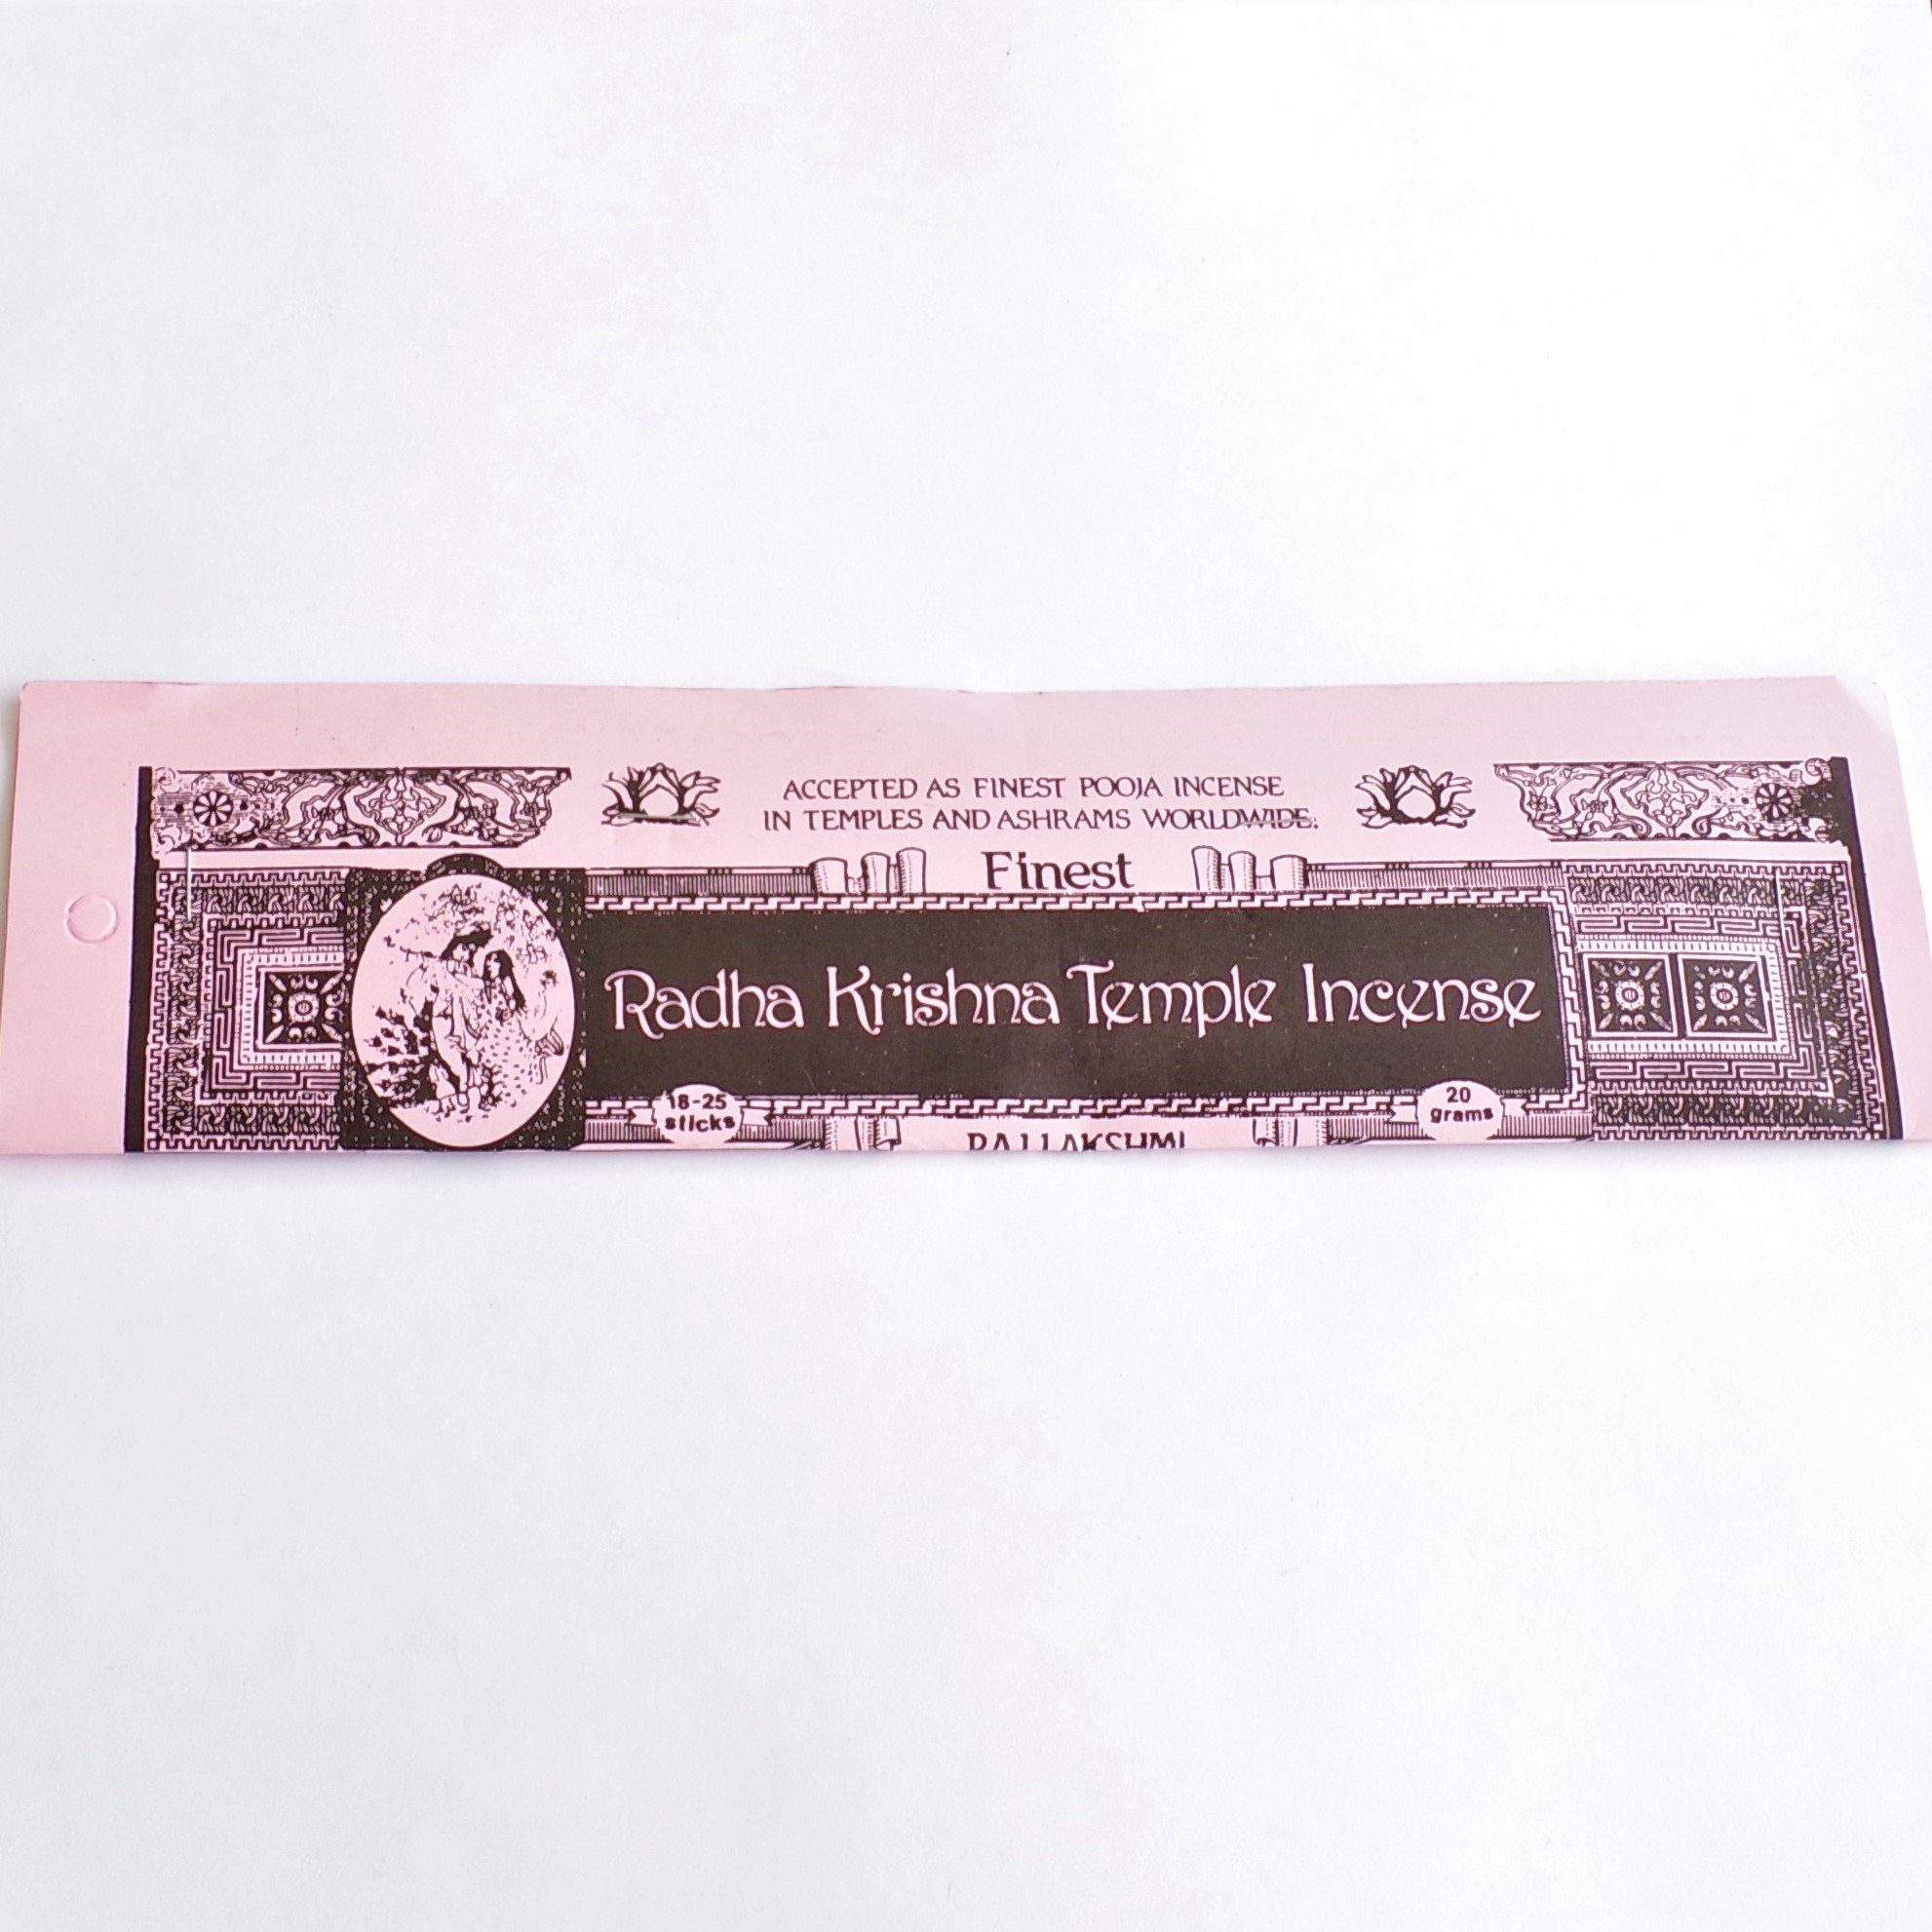 ACCEPTED AS FINEST POOJA INCENSE
IN TEMPLES AND ASHRAMS WORLDWIDE.
Finest
Radha Krishna Temple Incense
18-25
sticks
20
grams
RAJLAKSHMI